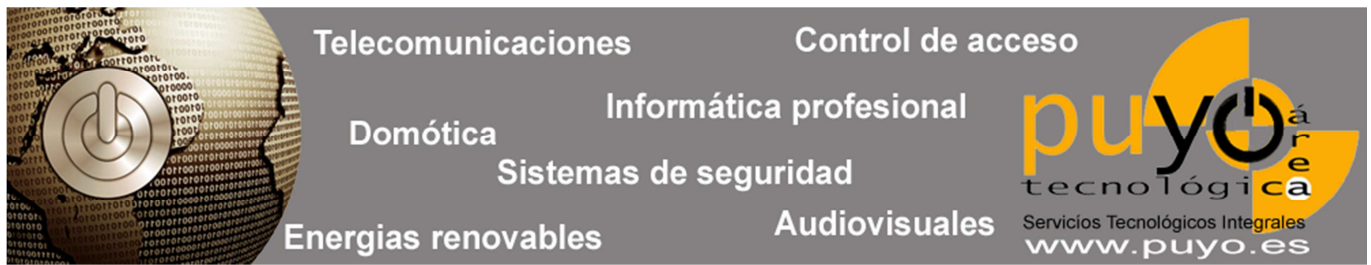 Telecomunicaciones
Control de acceso
Informática profesional
Domótica
Sistemas de seguridad
Energias renovables
Audiovisuales
puyo
área
tecnológica
Servicios Tecnológicos Integrales
www.puyo.es